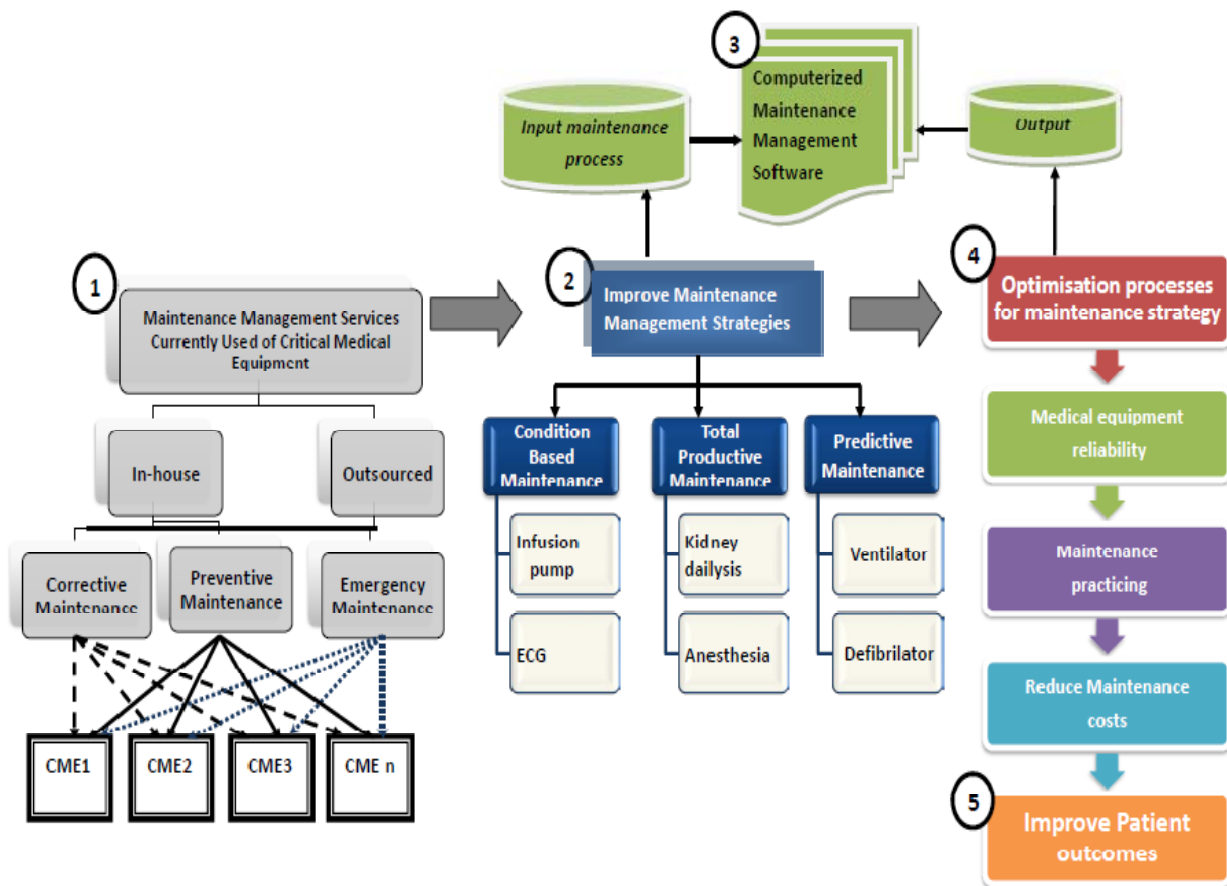 3
Computerized
Maintenance
Management
Software
Input maintenance
process
Output
1
Maintenance Management Services
Currently Used of Critical Medical
Equipment
2
Improve Maintenance
Management Strategies
4
Optimisation processes
for maintenance strategy
In-house
Outsourced
Corrective
Maintenance
Preventive
Maintenance
Emergency
Maintenance
CME1
CME2
CME3
CME n
Condition
Based
Maintenance
Total
Productive
Maintenance
Predictive
Maintenance
Infusion
pump
Kidney
dailysis
Ventilator
ECG
Anesthesia
Defibrilator
Medical equipment
reliability
Maintenance
practicing
Reduce Maintenance
costs
5
Improve Patient
outcomes